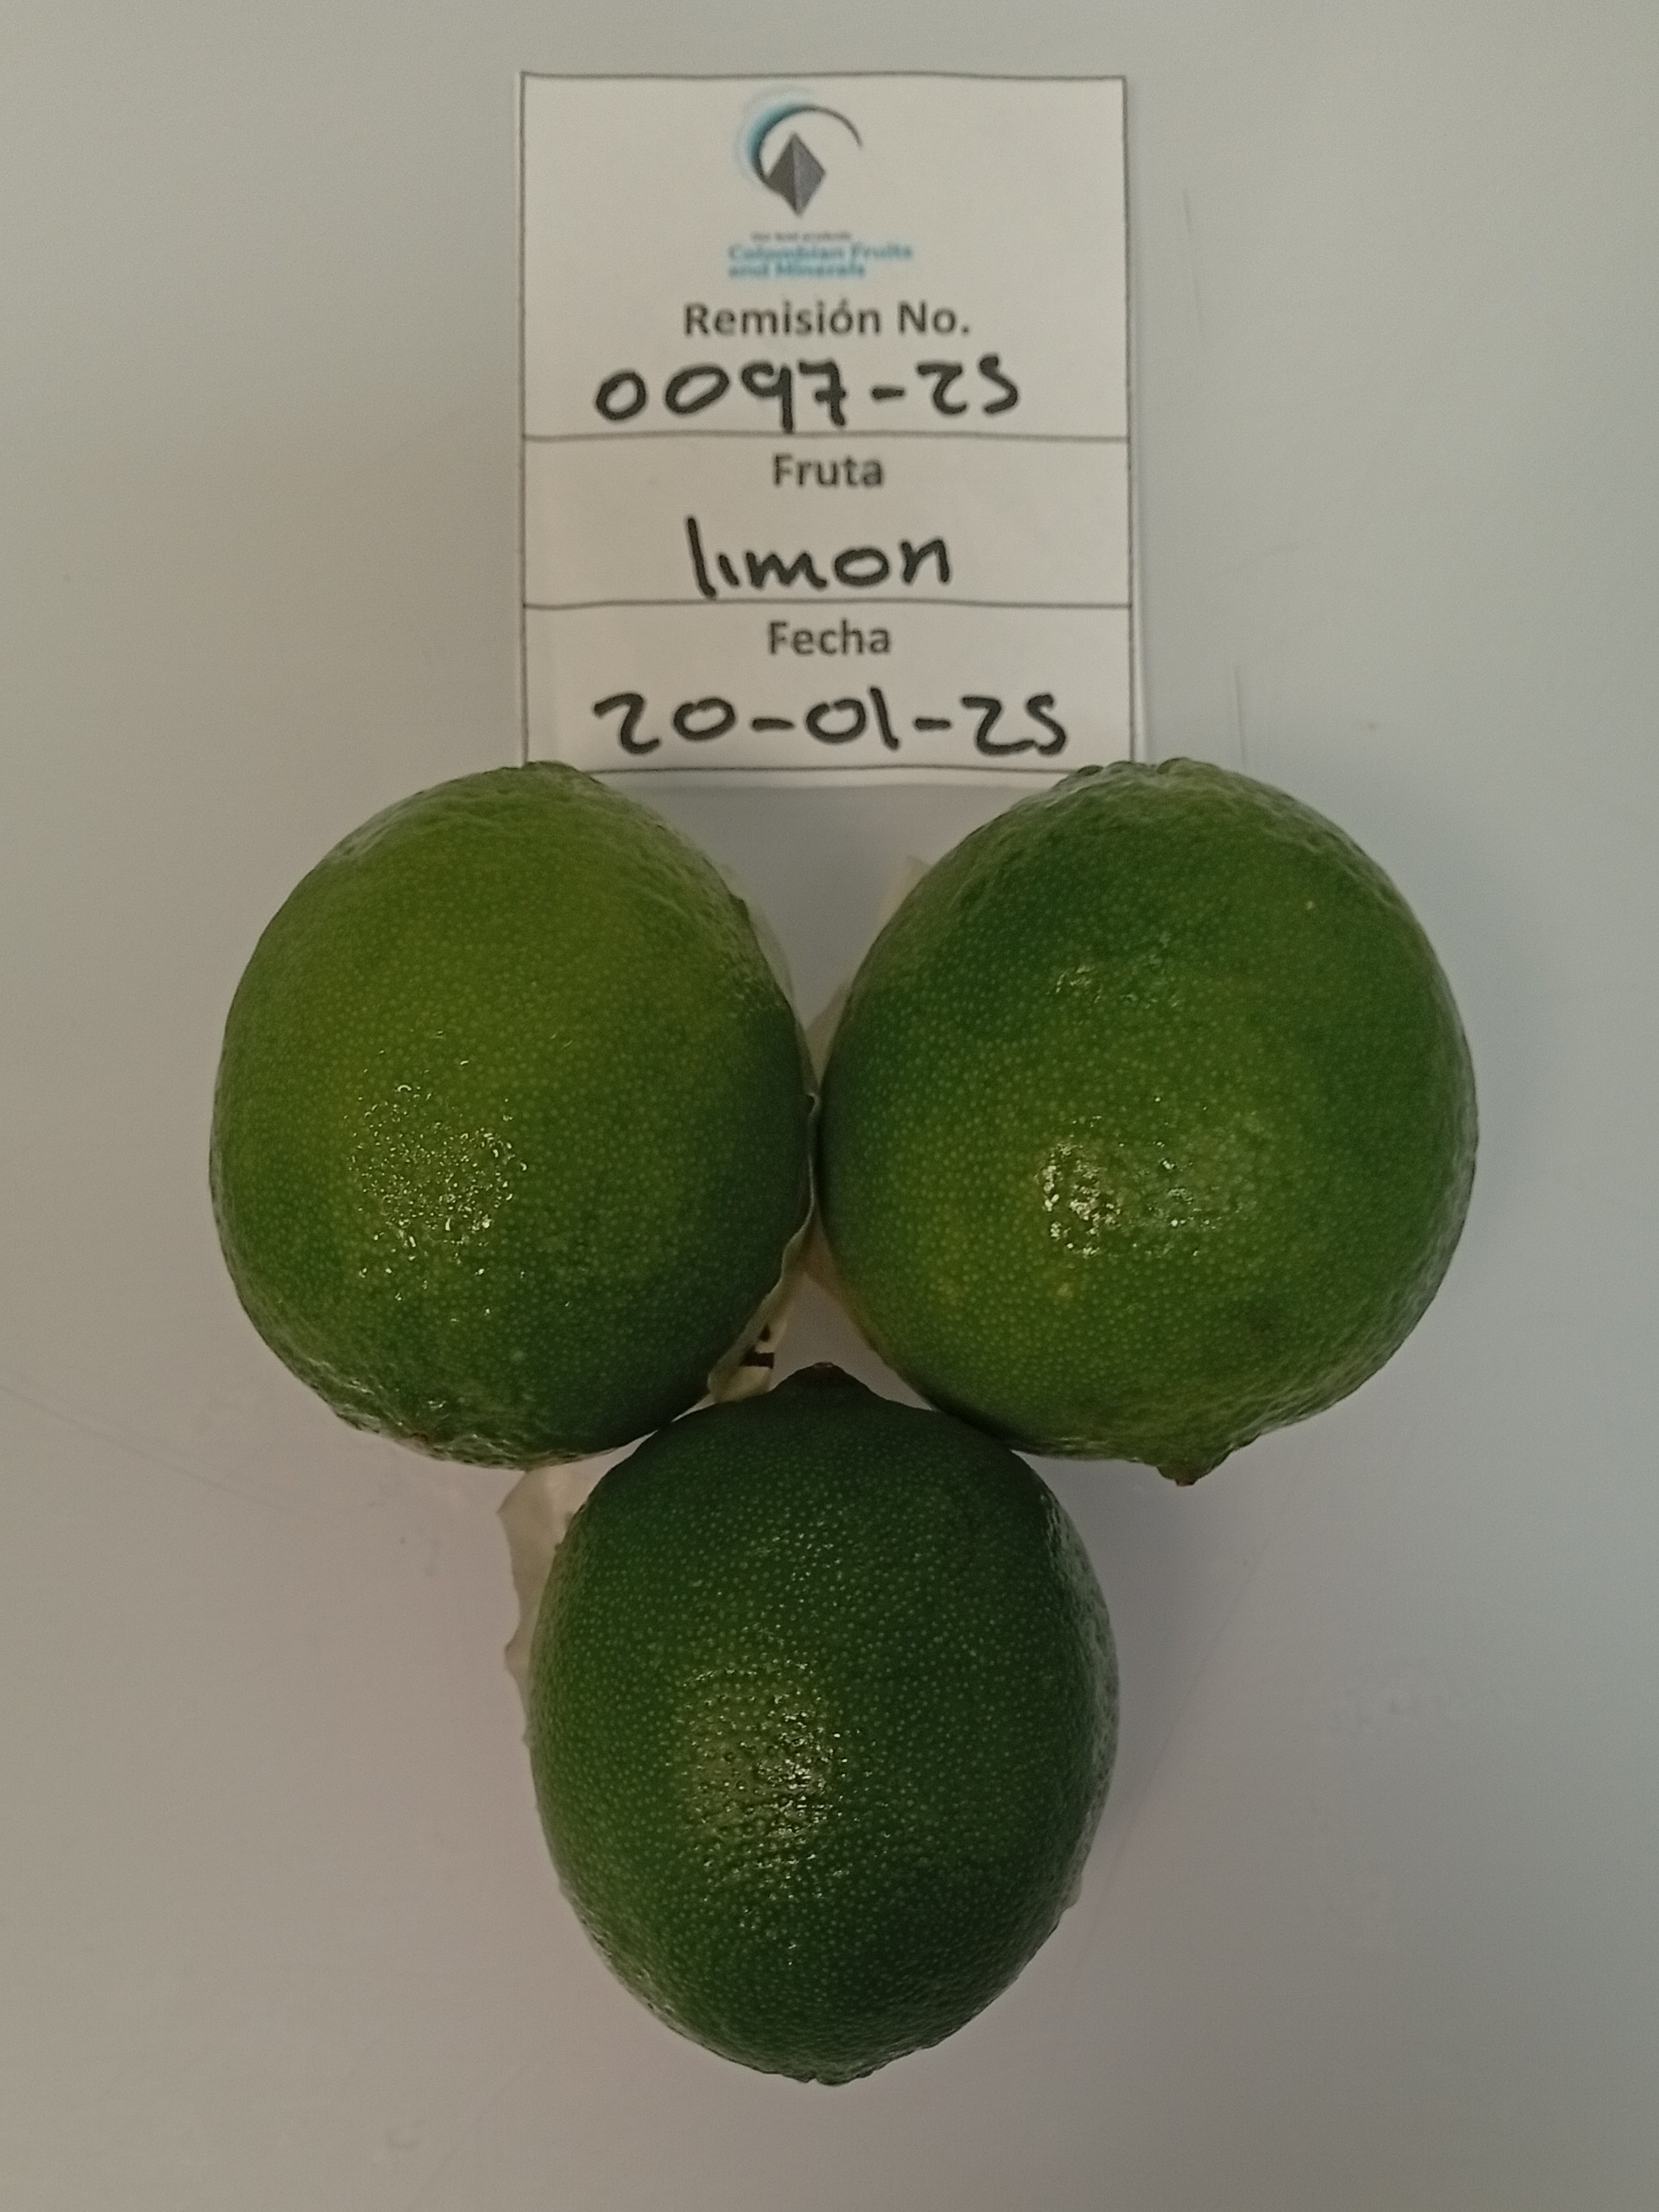 Colombian Fruits
and Minerals
Remisión No.
0097-25
Fruta
limon
Fecha
20-01-25